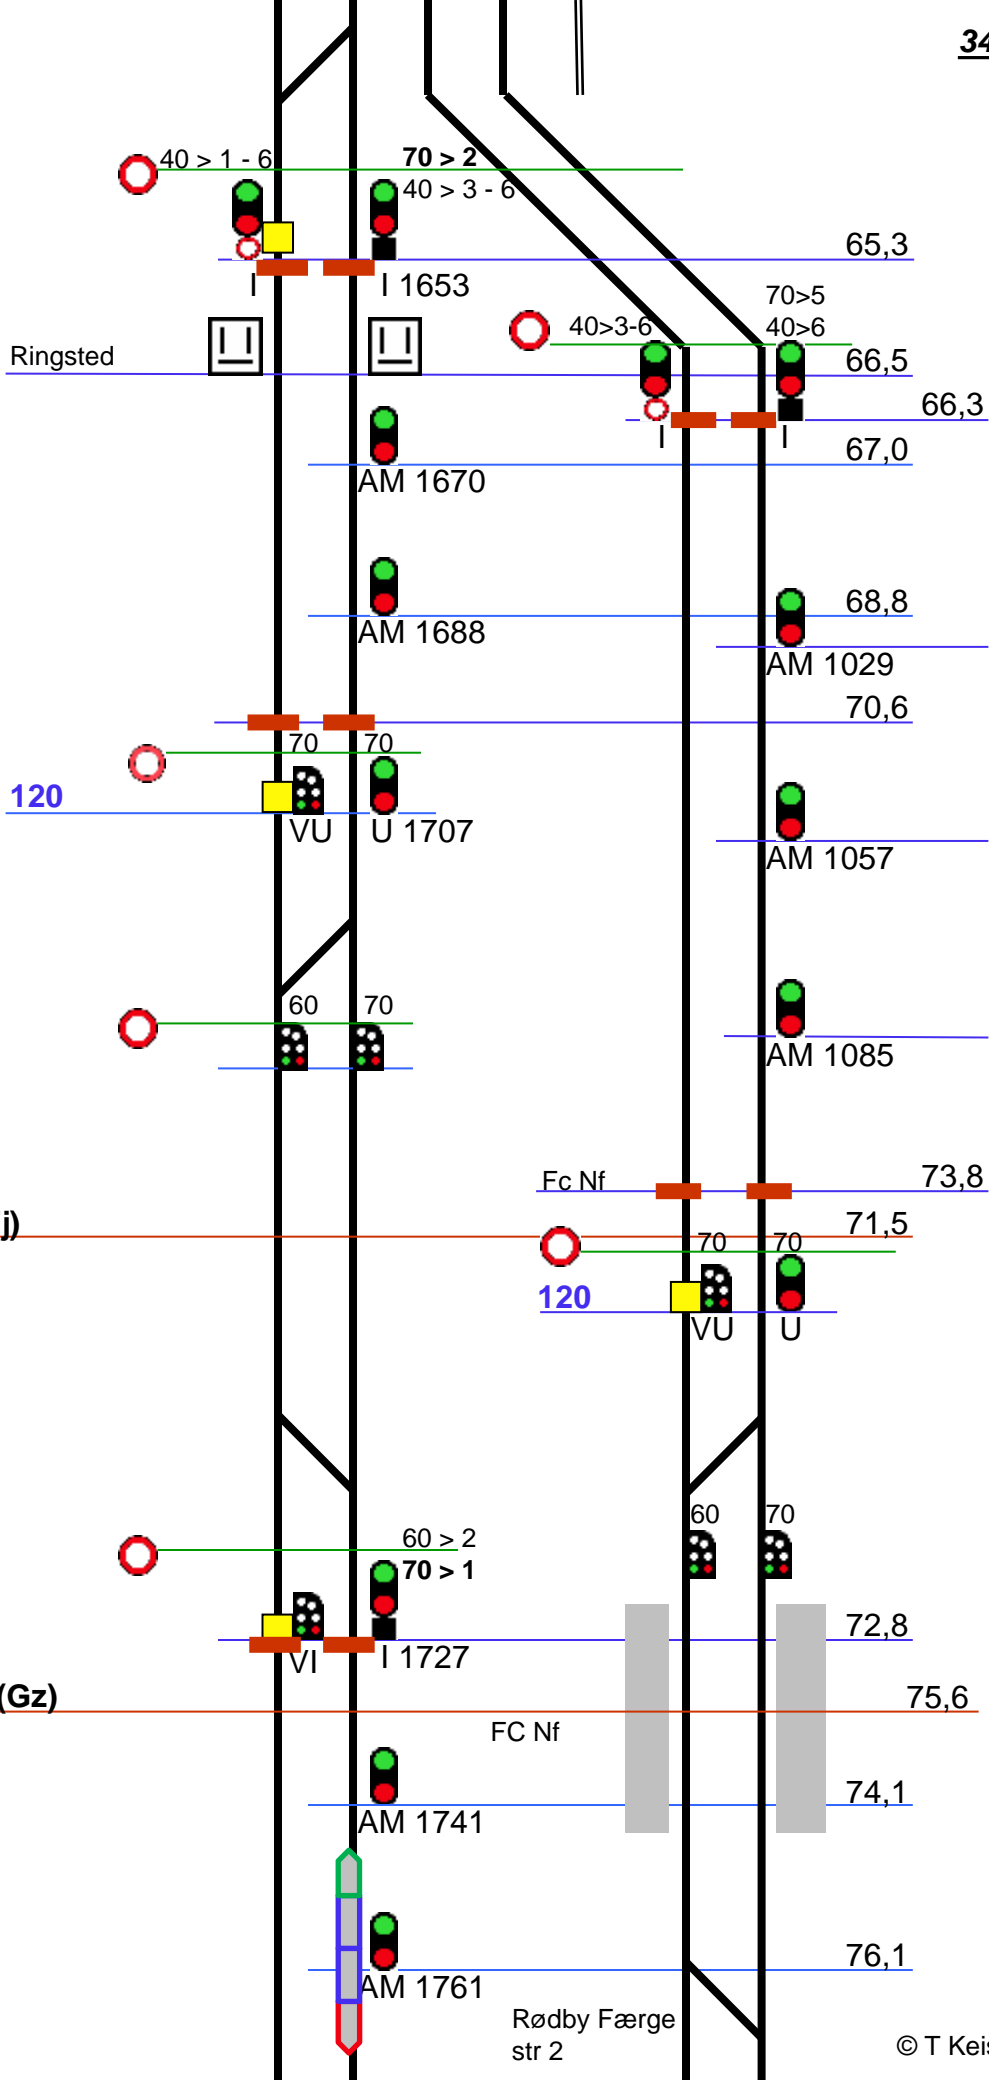 34
40 > 1 - 6
70 > 2
40 > 3 - 6
65,3
I
I 1653
70>5
40>3-6
40>6
Ringsted
66,5
66,3
I
I
67,0
AM 1670
68,8
AM 1688
AM 1029
70,6
70
70
120
VU
U 1707
AM 1057
60
70
AM 1085
Fc Nf
73,8
j)
71,5
70
70
120
VU
U
60
70
60 > 2
70 > 1
72,8
VI
I 1727
(Gz)
75,6
FC Nf
74,1
AM 1741
76,1
AM 1761
Rødby Færge
str 2
© T Keis